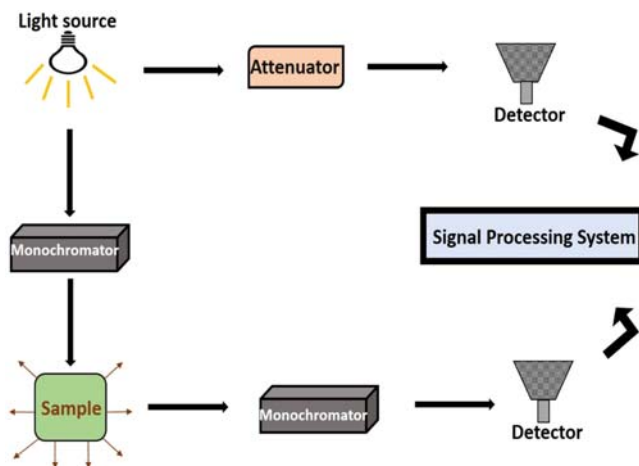 Light source
Attenuator
Detector
Monochromator
Signal Processing System
Sample
Monochromator
Detector